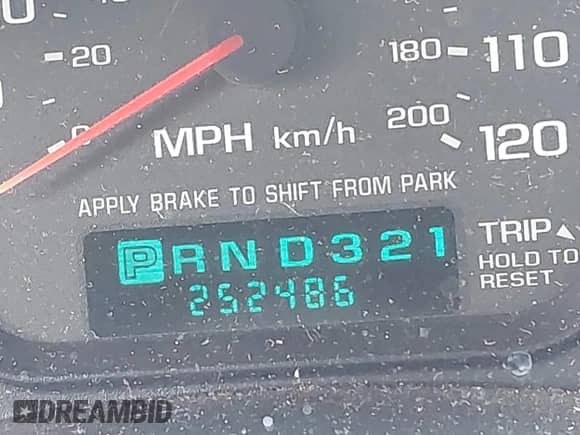 20
0
180
110
200
120
MPH km/h
APPLY BRAKE TO SHIFT FROM PARK
TRIP
HOLD TO
RESET
PRND321
252486
DREAMBID